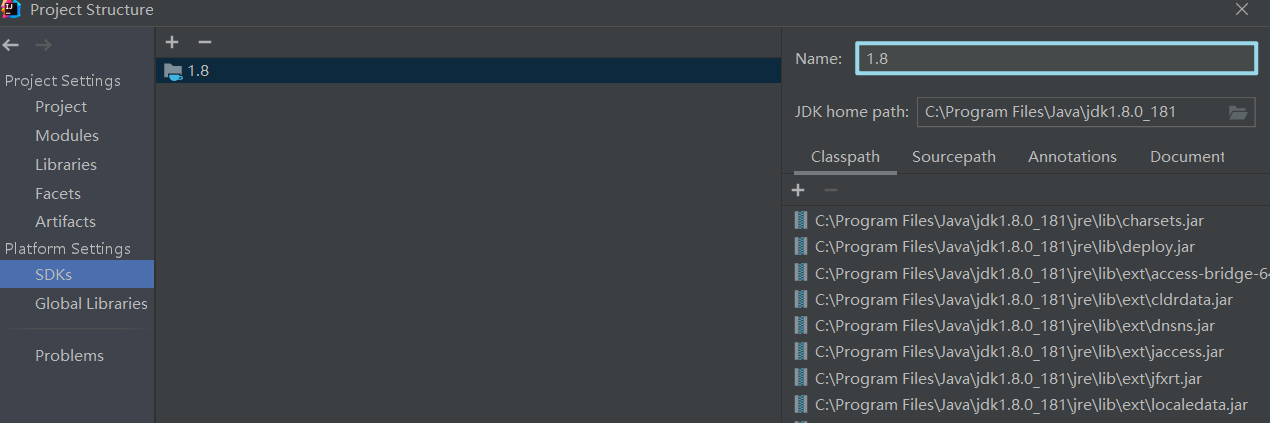 Project Structure
Project Settings
Project
Modules
Libraries
Facets
Artifacts
Platform Settings
SDKs
Global Libraries
Problems
1.8
Name: 1.8
JDK home path: C:\Program Files\Java\jdk1.8.0_181
Classpath Sourcepath Annotations Document
C:\Program Files\Java\jdk1.8.0_181\jre\lib\charsets.jar
C:\Program Files\Java\jdk1.8.0_181\jre\lib\deploy.jar
C:\Program Files\Java\jdk1.8.0_181\jre\lib\ext\access-bridge-64
C:\Program Files\Java\jdk1.8.0_181\jre\lib\ext\cldrdata.jar
C:\Program Files\Java\jdk1.8.0_181\jre\lib\ext\dnsns.jar
C:\Program Files\Java\jdk1.8.0_181\jre\lib\ext\jaccess.jar
C:\Program Files\Java\jdk1.8.0_181\jre\lib\ext\jfxrt.jar
C:\Program Files\Java\jdk1.8.0_181\jre\lib\ext\localedata.jar